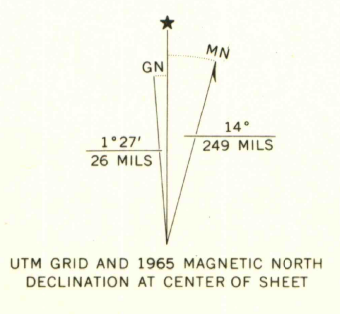 MN
GN
1°27'
26 MILS
14°
249 MILS
UTM GRID AND 1965 MAGNETIC NORTH
DECLINATION AT CENTER OF SHEET